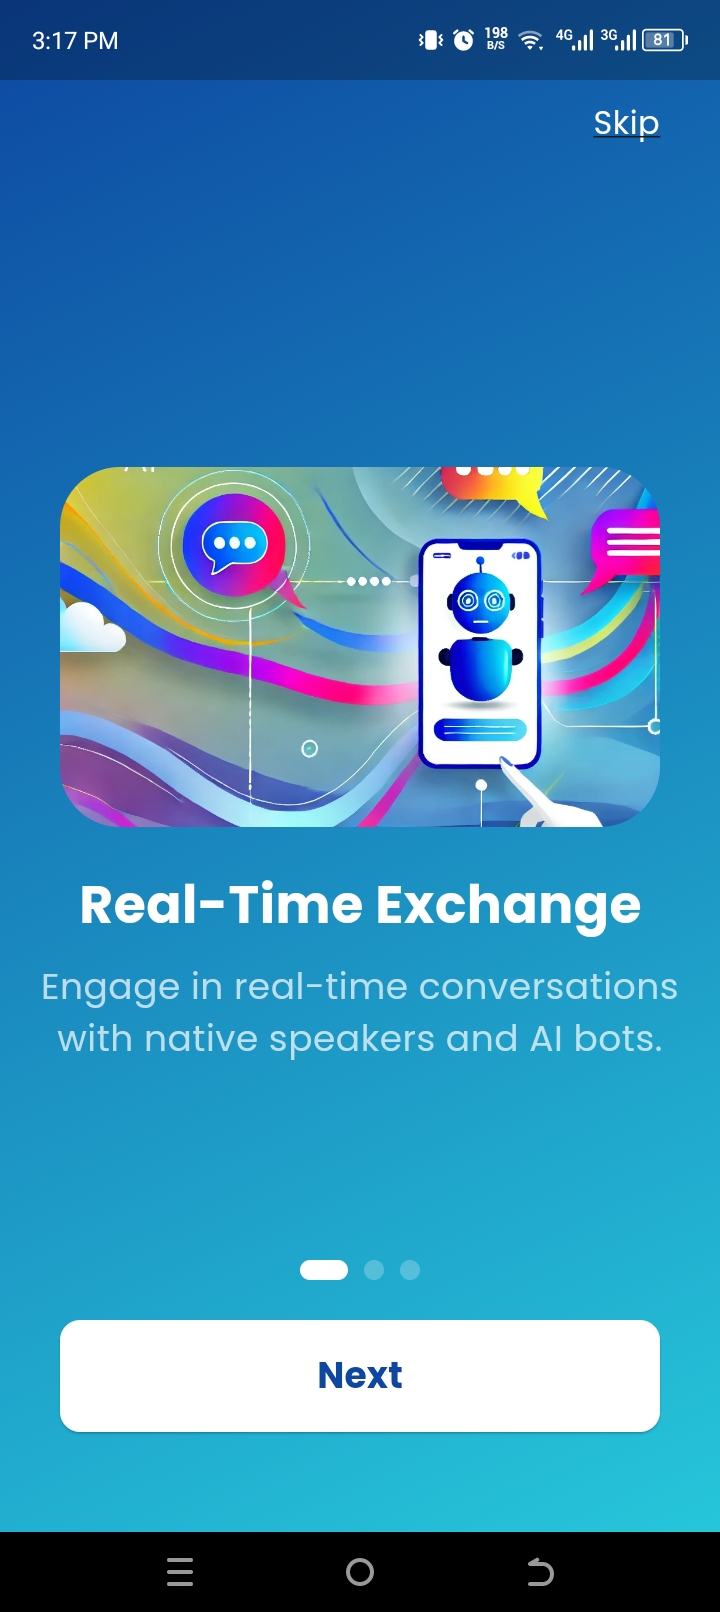 3:17 PM
198
B/S
4G
3G
81
Skip
Real-Time Exchange
Engage in real-time conversations
with native speakers and AI bots.
Next